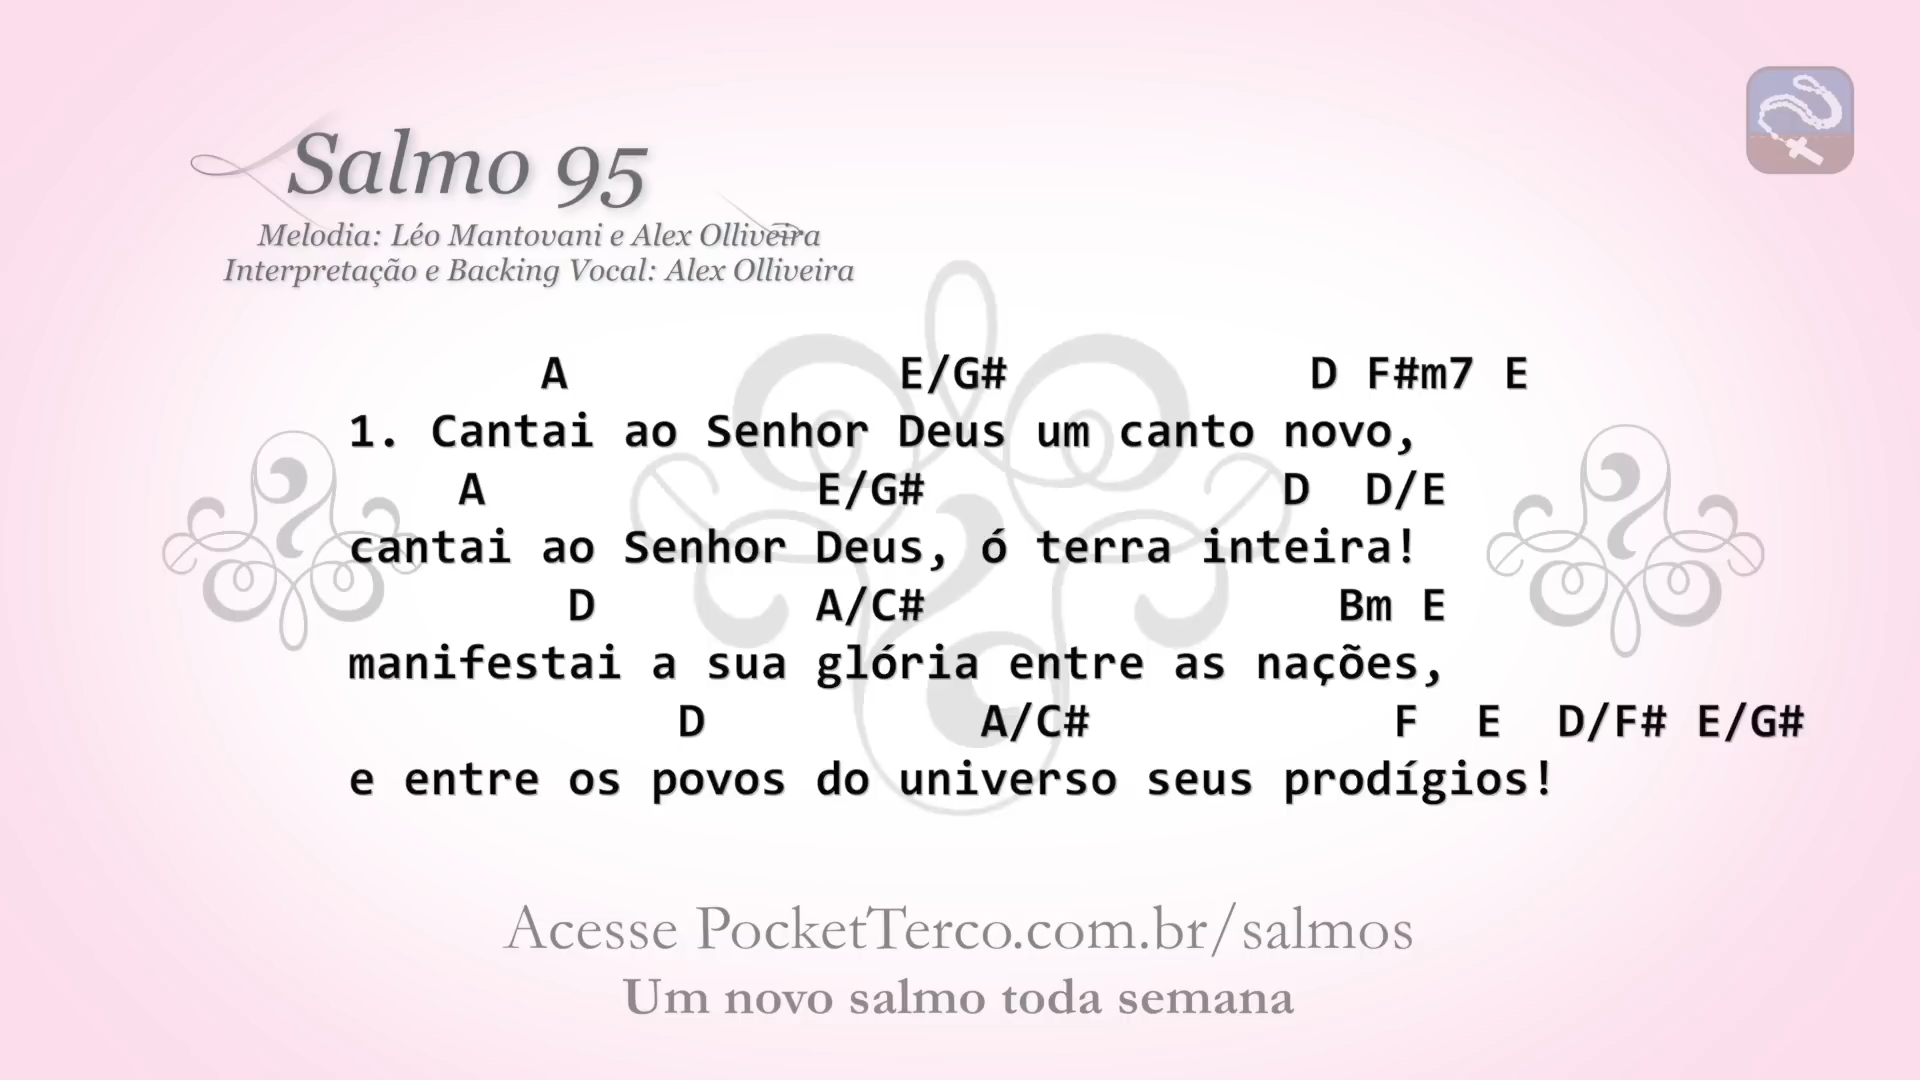 Salmo 95
Melodia: Léo Mantovani e Alex Olliveira
Interpretação e Backing Vocal: Alex Olliveira
A E/G# D F#m7 E
1. Cantai ao Senhor Deus um canto novo,
A E/G# D D/E
cantai ao Senhor Deus, ó terra inteira!
D A/C# Bm E
manifestai a sua glória entre as nações,
D A/C# F E D/F# E/G#
e entre os povos do universo seus prodígios!
Acesse PocketTerco.com.br/salmos
Um novo salmo toda semana